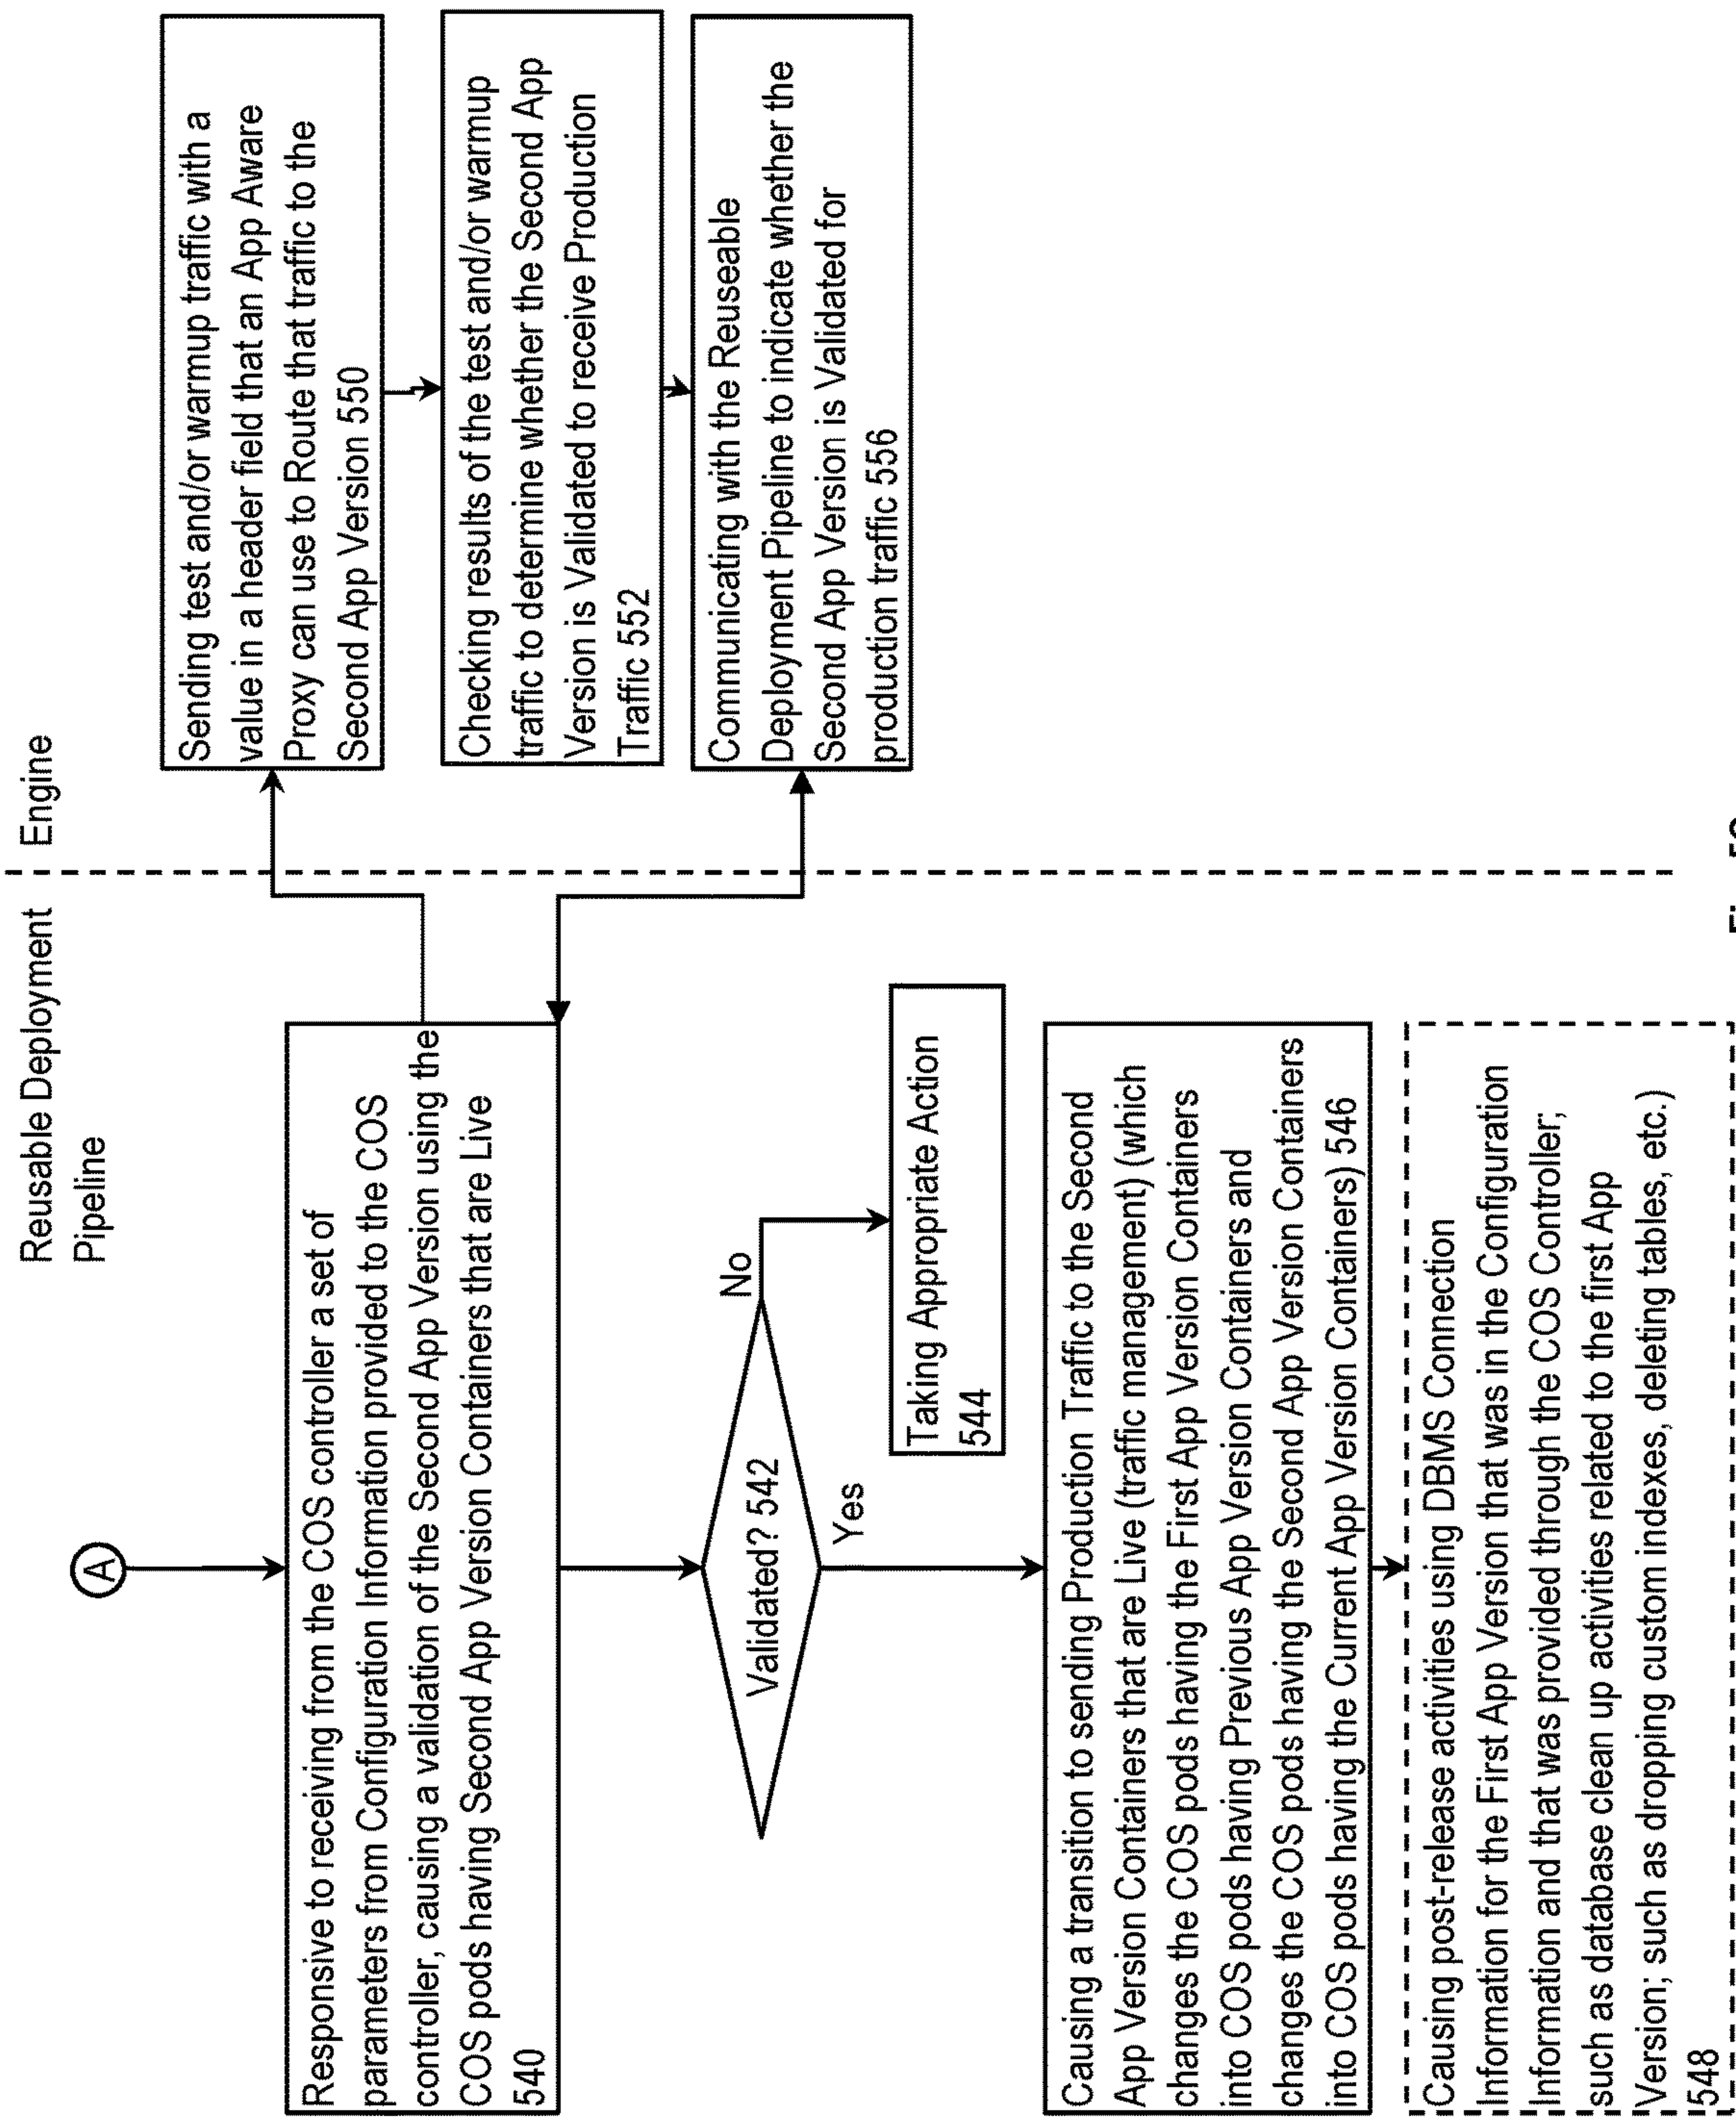 Reusable Deployment
Pipeline
Engine
A
Responsive to receiving from the COS controller a set of
parameters from Configuration Information provided to the COS
controller, causing a validation of the Second App Version using the
COS pods having Second App Version Containers that are Live
540
Validated? 542
No
Yes
Taking Appropriate Action
544
Causing a transition to sending Production Traffic to the Second
App Version Containers that are Live (traffic management) (which
changes the COS pods having the First App Version Containers
into COS pods having Previous App Version Containers and
changes the COS pods having the Second App Version Containers
into COS pods having the Current App Version Containers) 546
Causing post-release activities using DBMS Connection
Information for the First App Version that was in the Configuration
Information and that was provided through the COS Controller;
such as database clean up activities related to the first App
Version; such as dropping custom indexes, deleting tables, etc.)
548
Sending test and/or warmup traffic with a
value in a header field that an App Aware
Proxy can use to Route that traffic to the
Second App Version 550
Checking results of the test and/or warmup
traffic to determine whether the Second App
Version is Validated to receive Production
Traffic 552
Communicating with the Reuseable
Deployment Pipeline to indicate whether the
Second App Version is Validated for
production traffic 556